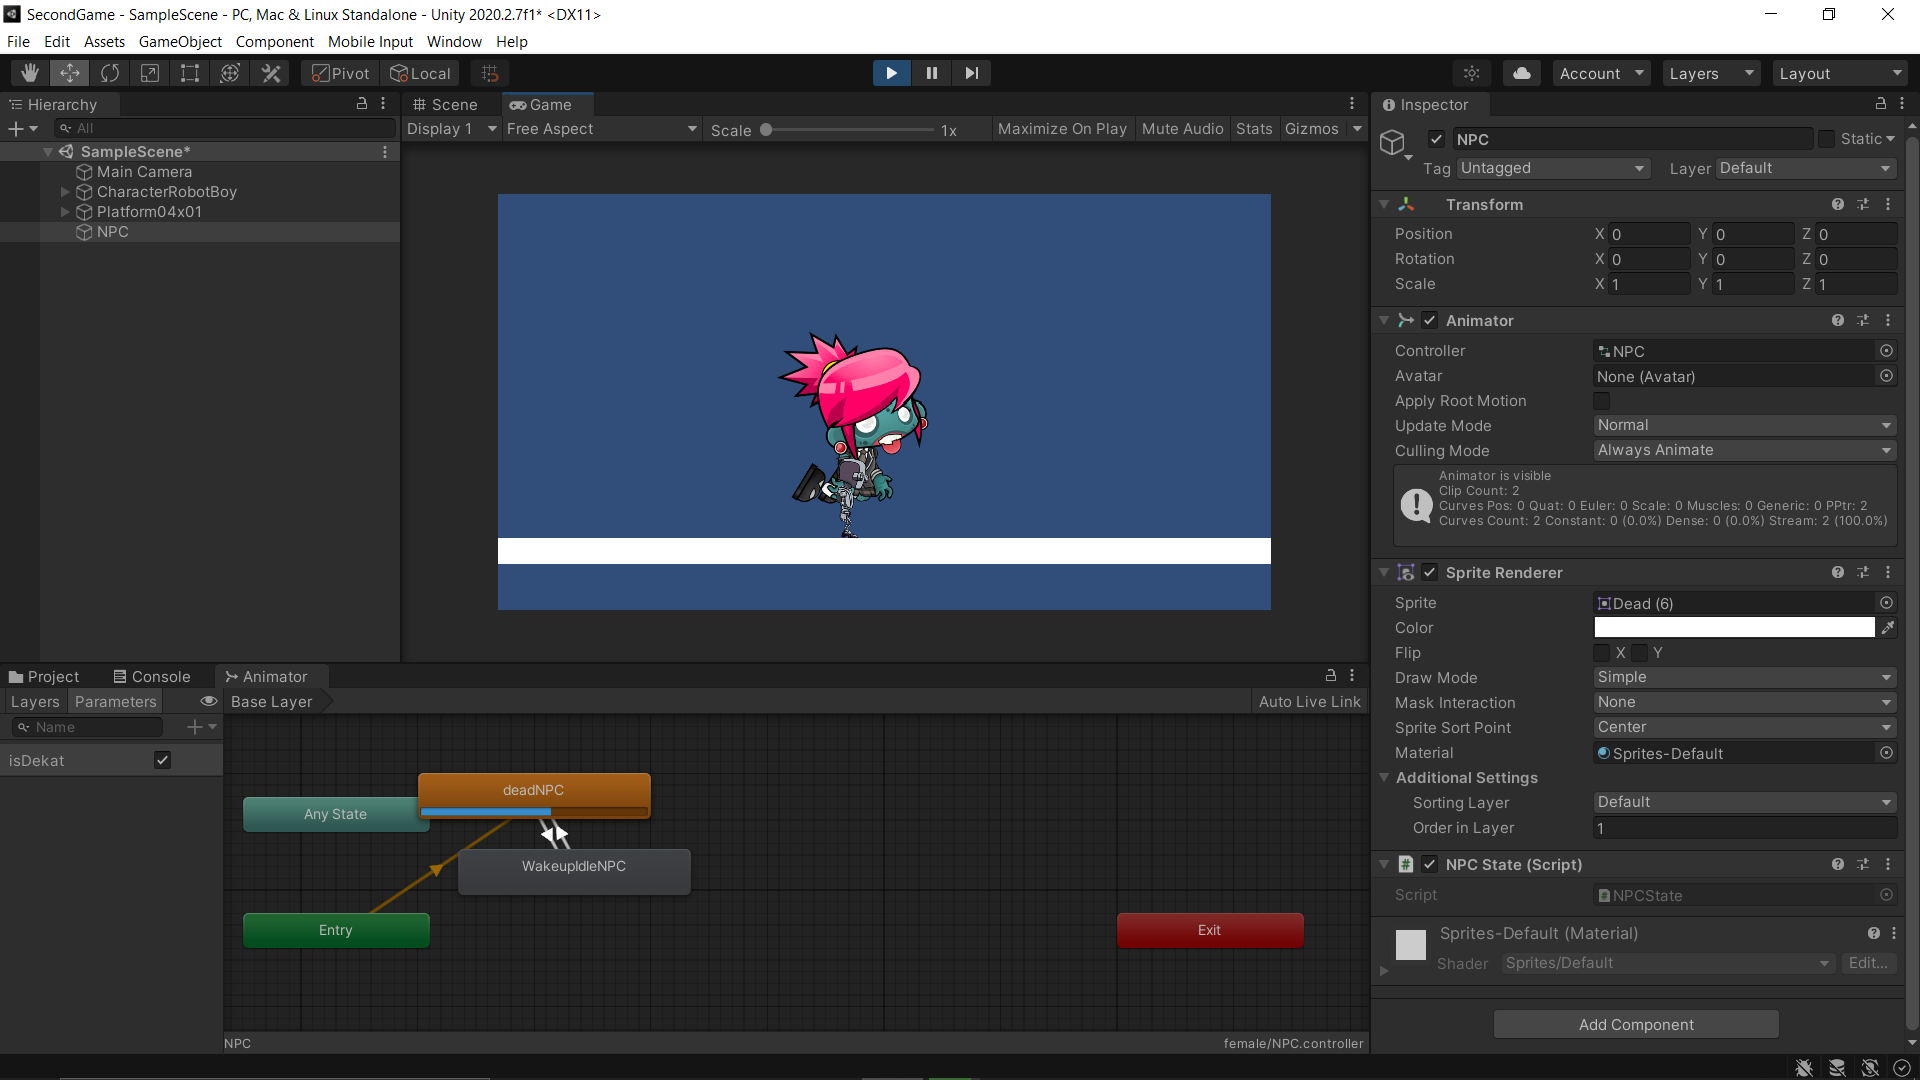 SecondGame - SampleScene - PC, Mac & Linux Standalone - Unity 2020.2.7f1* <DX11>
File Edit Assets GameObject Component Mobile Input Window Help
Pivot Local Account Layers Layout
Hierarchy
All
SampleScene*
Main Camera
CharacterRobotBoy
Platform04x01
NPC
Scene Game
Display 1 Free Aspect Scale 1x Maximize On Play Mute Audio Stats Gizmos
Inspector
NPC Static
Tag Untagged Layer Default
Transform
Position X 0 Y 0 Z 0
Rotation X 0 Y 0 Z 0
Scale X 1 Y 1 Z 1
Animator
Controller NPC
Avatar None (Avatar)
Apply Root Motion
Update Mode Normal
Culling Mode Always Animate
Animator is visible
Clip Count: 2
Curves Pos: 0 Quat: 0 Euler: 0 Scale: 0 Muscles: 0 Generic: 0 PPtr: 2
Curves Count: 2 Constant: 0 (0.0%) Dense: 0 (0.0%) Stream: 2 (100.0%)
Sprite Renderer
Sprite Dead (6)
Color
Flip X Y
Draw Mode Simple
Mask Interaction None
Sprite Sort Point Center
Material Sprites-Default
Additional Settings
Sorting Layer Default
Order in Layer 1
NPC State (Script)
Script NPCState
Sprites-Default (Material)
Shader Sprites/Default Edit...
Add Component
Project Console Animator
Layers Parameters Base Layer Auto Live Link
Name
isDekat
deadNPC
Any State
WakeupIdleNPC
Entry
Exit
NPC female/NPC.controller